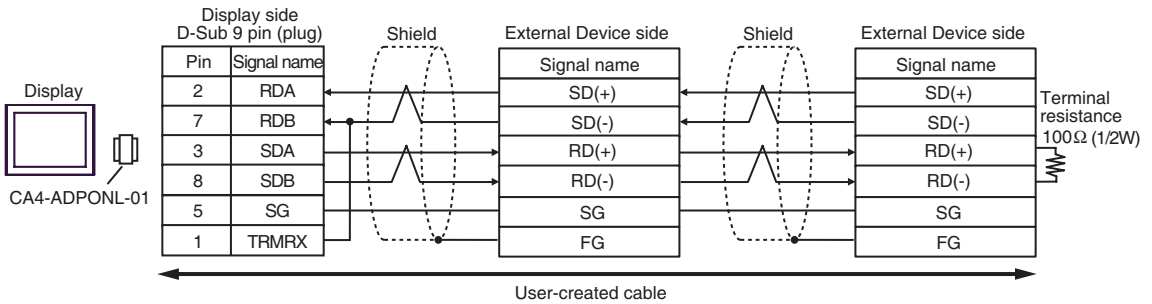 Display side
D-Sub 9 pin (plug)
Shield
External Device side
Shield
External Device side
Pin
Signal name
Signal name
Signal name
Display
2
RDA
SD(+)
SD(+)
Terminal
resistance
100Ω (1/2W)
7
RDB
SD(-)
SD(-)
3
SDA
RD(+)
RD(+)
8
SDB
RD(-)
RD(-)
CA4-ADPONL-01
5
SG
SG
SG
1
TRMRX
FG
FG
User-created cable